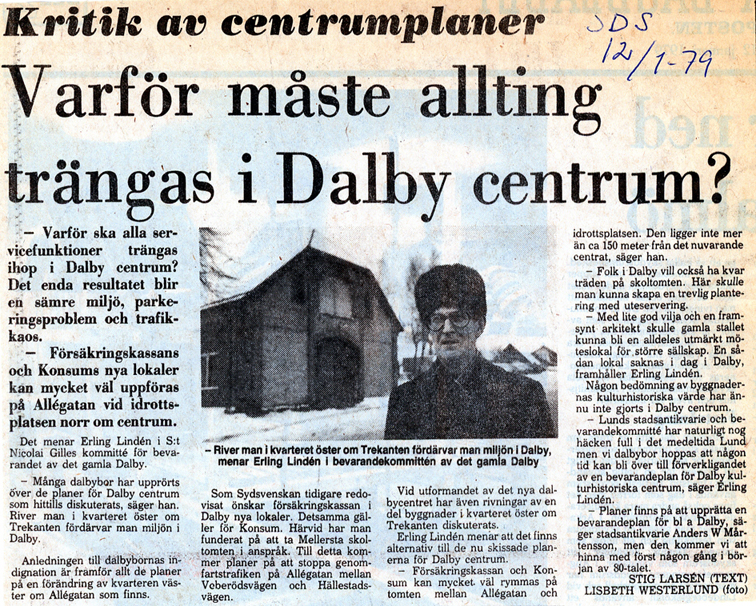 Kritik av centrumplaner
SDS
12/1-79
Varför måste allting
trängas i Dalby centrum?
– Varför ska alla ser-
vicefunktioner trängas
ihop i Dalby centrum?
Det enda resultatet blir
en sämre miljö, parke-
ringsproblem och trafik-
kaos.
– Försäkringskassans
och Konsums nya lokaler
kan mycket väl uppföras
på Allégatan vid idrotts-
platsen norr om centrum.
Det menar Erling Lindén i S:t
Nicolai Gilles kommitté för beva-
randet av det gamla Dalby.
– Många dalbybor har upprörts
över de planer för Dalby centrum
som hittills diskuterats, säger han.
River man i kvarteret öster om
Trekanten fördärvar man miljön i
Dalby.
Anledningen till dalbybornas in-
dignation är framför allt de planer
på en förändring av kvarteren väs-
ter om Allégatan som finns.
– River man i kvarteret öster om Trekanten fördärvar man miljön i Dalby,
menar Erling Lindén i bevarandekommittén av det gamla Dalby
Som Sydsvenskan tidigare redo-
visat önskar försäkringskassan i
Dalby nya lokaler. Detsamma gäl-
ler för Konsum. Härvid har man
funderat på att ta Mellersta sko-
tomten i anspråk. Till detta kom-
mer planer på att stoppa genom-
fartstrafiken på Allégatan mellan
Veberödsvägen och Hällestads-
vägen.
Vid utformandet av det nya dal-
bycentret har även rivningar av en
del byggnader i kvarteret öster om
Trekanten diskuterats.
Erling Lindén menar att det finns
alternativ till de nu skissade plan-
erna för Dalby centrum.
– Försäkringskassan och Kon-
sum kan mycket väl rymmas på
tomten mellan Allégatan och
idrottsplatsen. Den ligger inte mer
än ca 150 meter från det nuvarande
centrat, säger han.
– Folk i Dalby vill också ha kvar
träden på skoltomten. Här skulle
man kunna skapa en trevlig plante-
ring med uteservering.
– Med lite god vilja och en fram-
synt arkitekt skulle gamla stallet
kunna bli en alldeles utmärkt mö-
teslokal för större sällskap. En så-
dan lokal saknas i dag i Dalby,
framhåller Erling Lindén.
Någon bedömning av byggnader-
nas kulturhistoriska värde har än-
nu inte gjorts i Dalby centrum.
– Lunds stadsantikvarie och be-
varandekommitté har naturligt nog
häcken full i det medeltida Lund
men vi dalbybor hoppas att någon
tid kan bli över till förverkligandet
av en bevarandeplan för Dalby kul-
turhistoriska centrum, säger Erling
Lindén.
– Planer finns på att upprätta en
bevarandeplan för bl a Dalby, sä-
ger stadsantikvarie Anders W Mår-
tensson, men den kommer vi att
hinna med först någon gång i bör-
jan av 80-talet.
STIG LARSÉN (TEXT)
LISBETH WESTERLUND (foto)